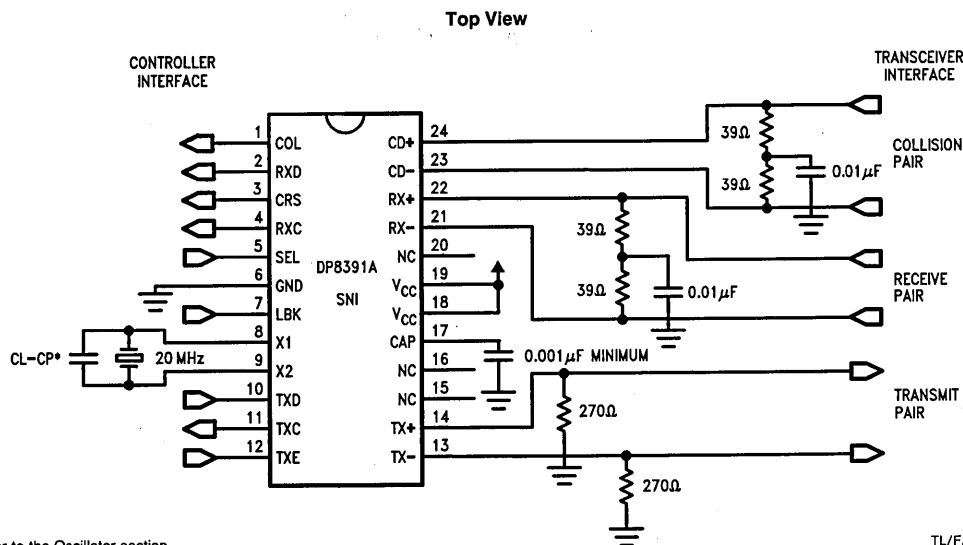 Top View
CONTROLLER
INTERFACE
TRANSCEIVER
INTERFACE
COLLISION
PAIR
RECEIVE
PAIR
TRANSMIT
PAIR
1 COL
2 RXD
3 CRS
4 RXC
5 SEL
6 GND
7 LBK
8 X1
9 X2
10 TXD
11 TXC
12 TXE
DP8391A
SNI
24 CD+
23 CD-
22 RX+
21 RX-
20 NC
19 VCC
18 VCC
17 CAP
16 NC
15 NC
14 TX+
13 TX-
CL-CP*
20 MHz
39Ω
39Ω
0.01μF
39Ω
39Ω
0.01μF
0.001μF MINIMUM
270Ω
270Ω
to the Oscillator section
TL/F